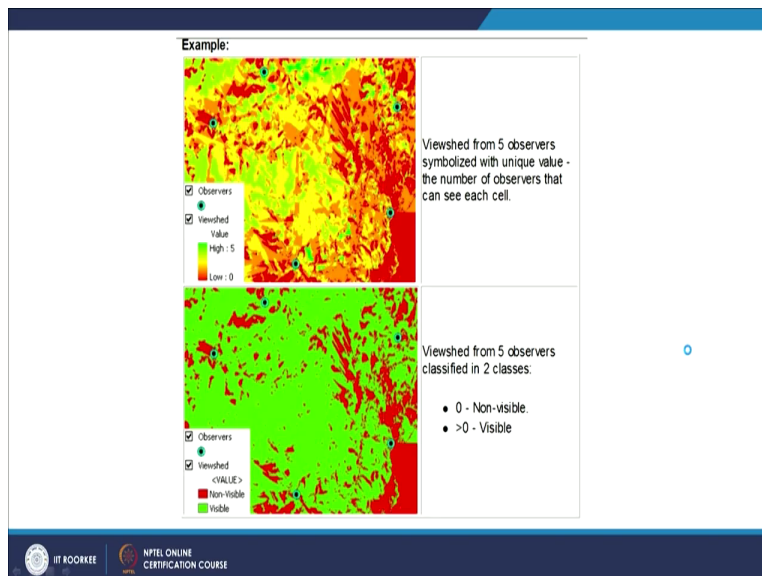 Example:
Observers
Viewshed
Value
High : 5
Low : 0
Viewshed from 5 observers
symbolized with unique value -
the number of observers that
can see each cell.
Observers
Viewshed
<VALUE>
Non-Visible
Visible
Viewshed from 5 observers
classified in 2 classes:
● 0 - Non-visible.
● >0 - Visible
IIT ROORKEE
NPTEL
NPTEL ONLINE
CERTIFICATION COURSE